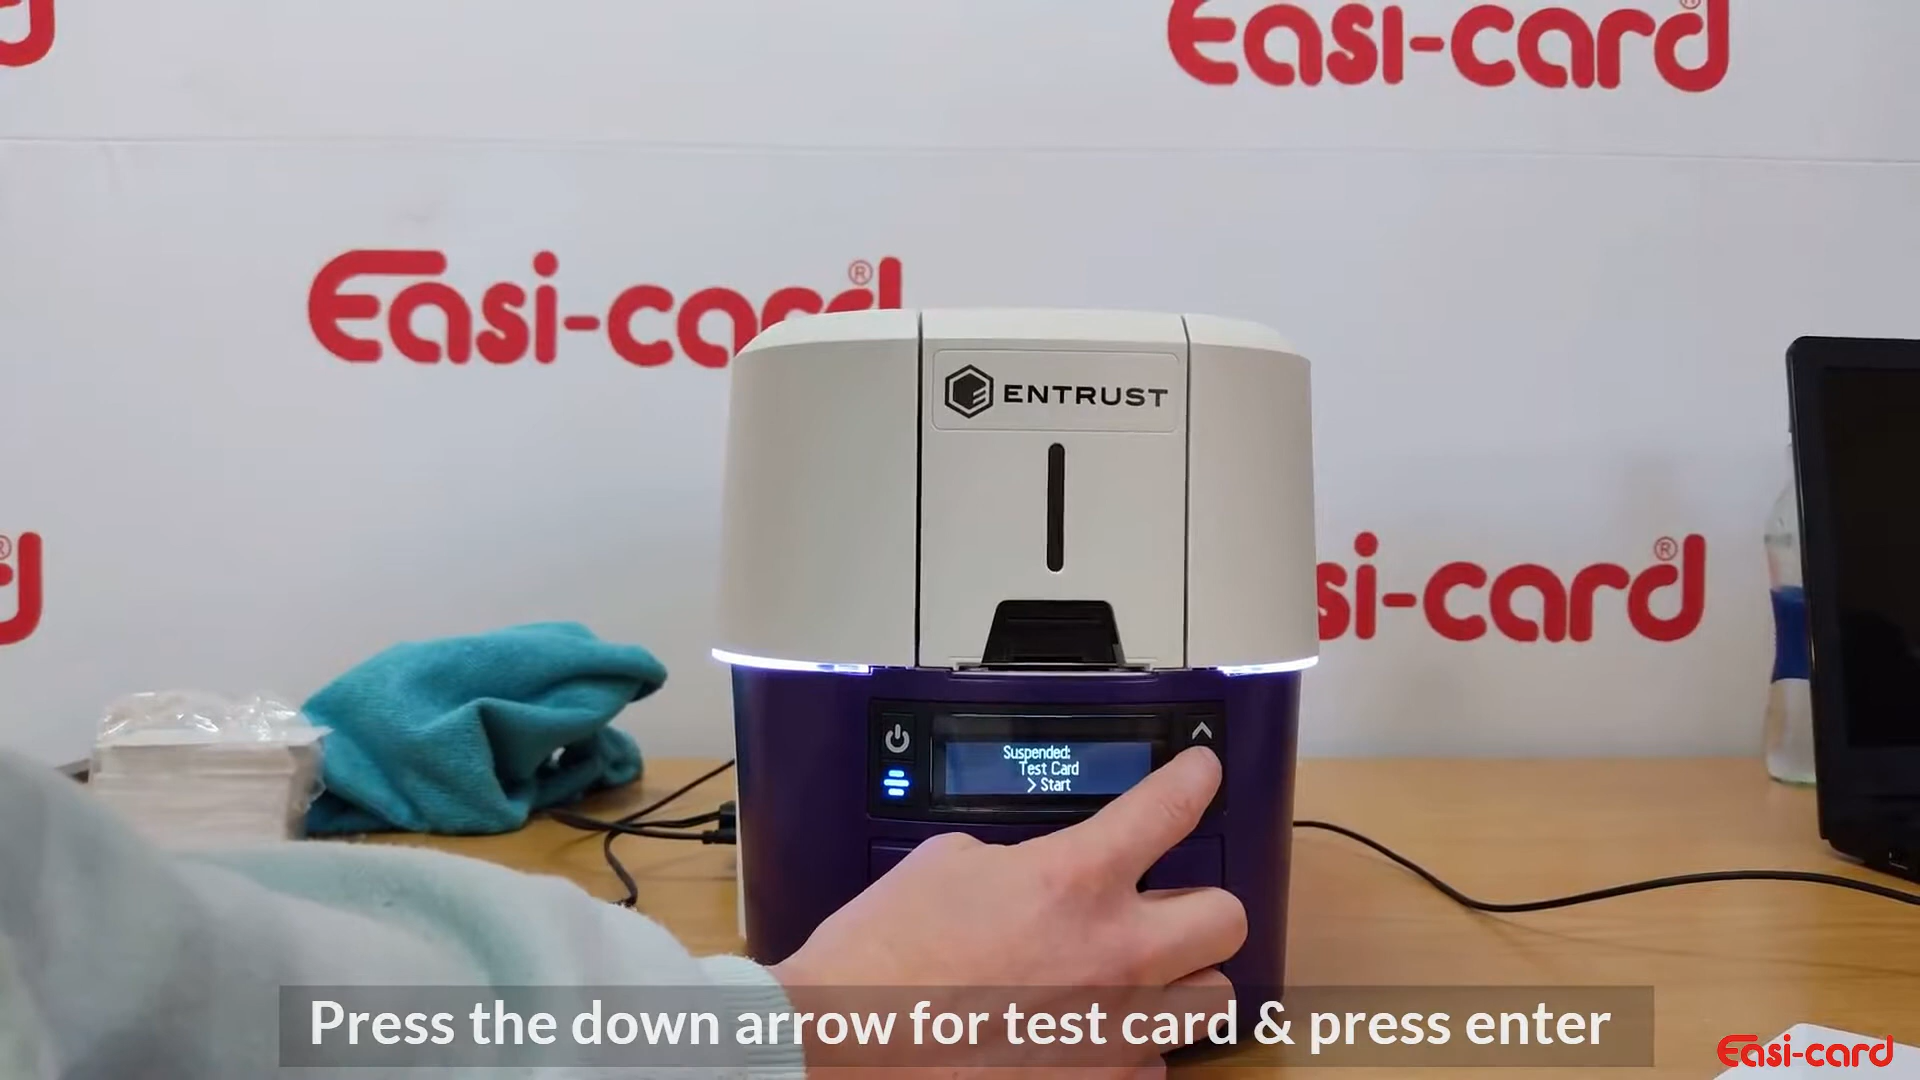 Easi-card®
Easi-card®
ENTRUST
si-card®
Suspended:
Test Card
> Start
Press the down arrow for test card & press enter
Easi-card